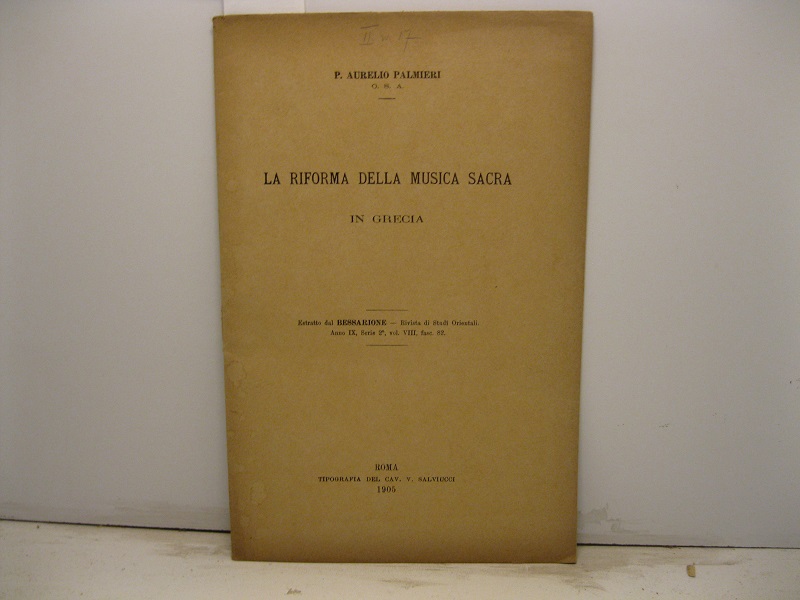 P. AURELIO PALMIERI
O. S. A.
LA RIFORMA DELLA MUSICA SACRA
IN GRECIA
Estratto dal BESSARIONE — Rivista di Studi Orientali.
Anno IX, Serie 2ª, vol. VIII, fasc. 82.
ROMA
TIPOGRAFIA DEL CAV. V. SALVIUCCI
1905